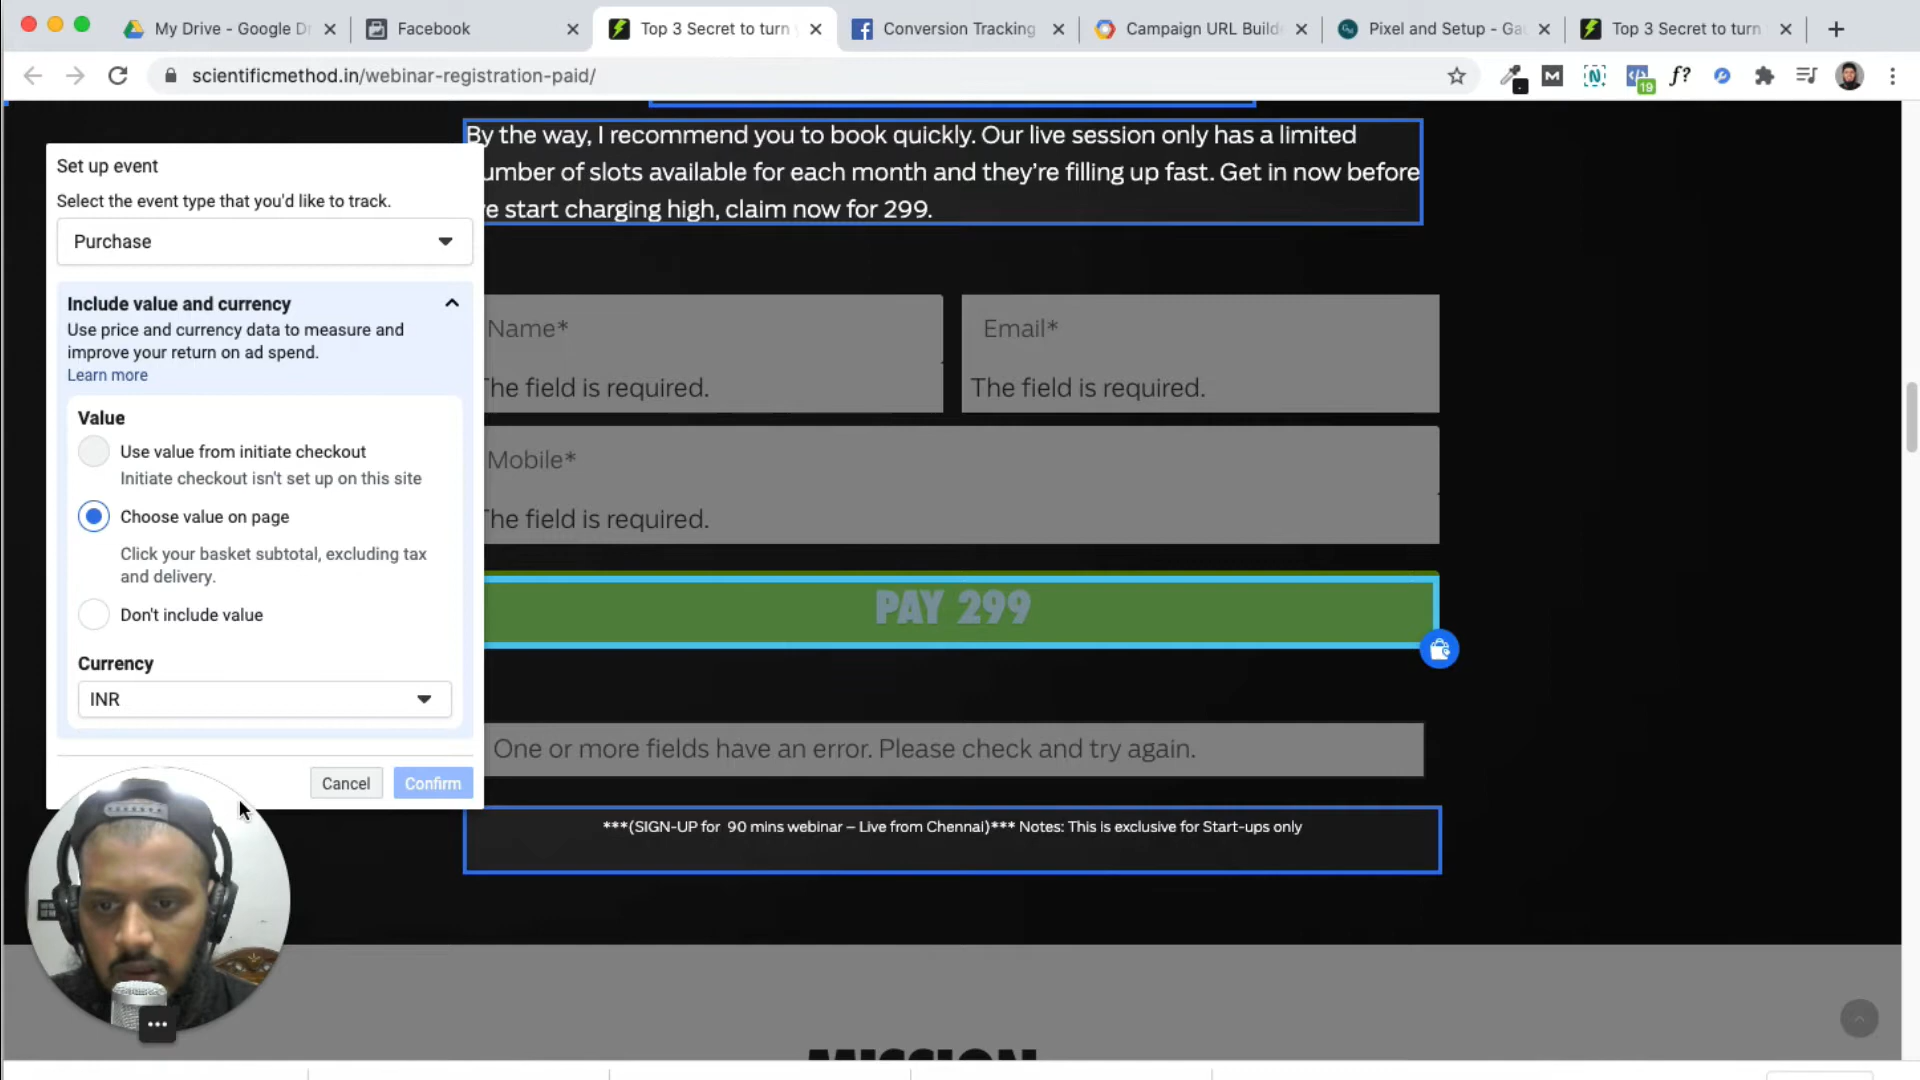 My Drive - Google D
Facebook
Top 3 Secret to turn
Conversion Tracking
Campaign URL Build
Pixel and Setup - Ga
Top 3 Secret to turn
scientificmethod.in/webinar-registration-paid/
M
N
19
f?
By the way, I recommend you to book quickly. Our live session only has a limited
umber of slots available for each month and they're filling up fast. Get in now before
e start charging high, claim now for 299.
Set up event
Select the event type that you'd like to track.
Purchase
Include value and currency
Use price and currency data to measure and
improve your return on ad spend.
Learn more
Value
Use value from initiate checkout
Initiate checkout isn't set up on this site
Choose value on page
Click your basket subtotal, excluding tax
and delivery.
Don't include value
Currency
INR
Cancel
Confirm
Name*
Email*
The field is required.
The field is required.
Mobile*
The field is required.
PAY 299
One or more fields have an error. Please check and try again.
***(SIGN-UP for 90 mins webinar – Live from Chennai)*** Notes: This is exclusive for Start-ups only
MISSION